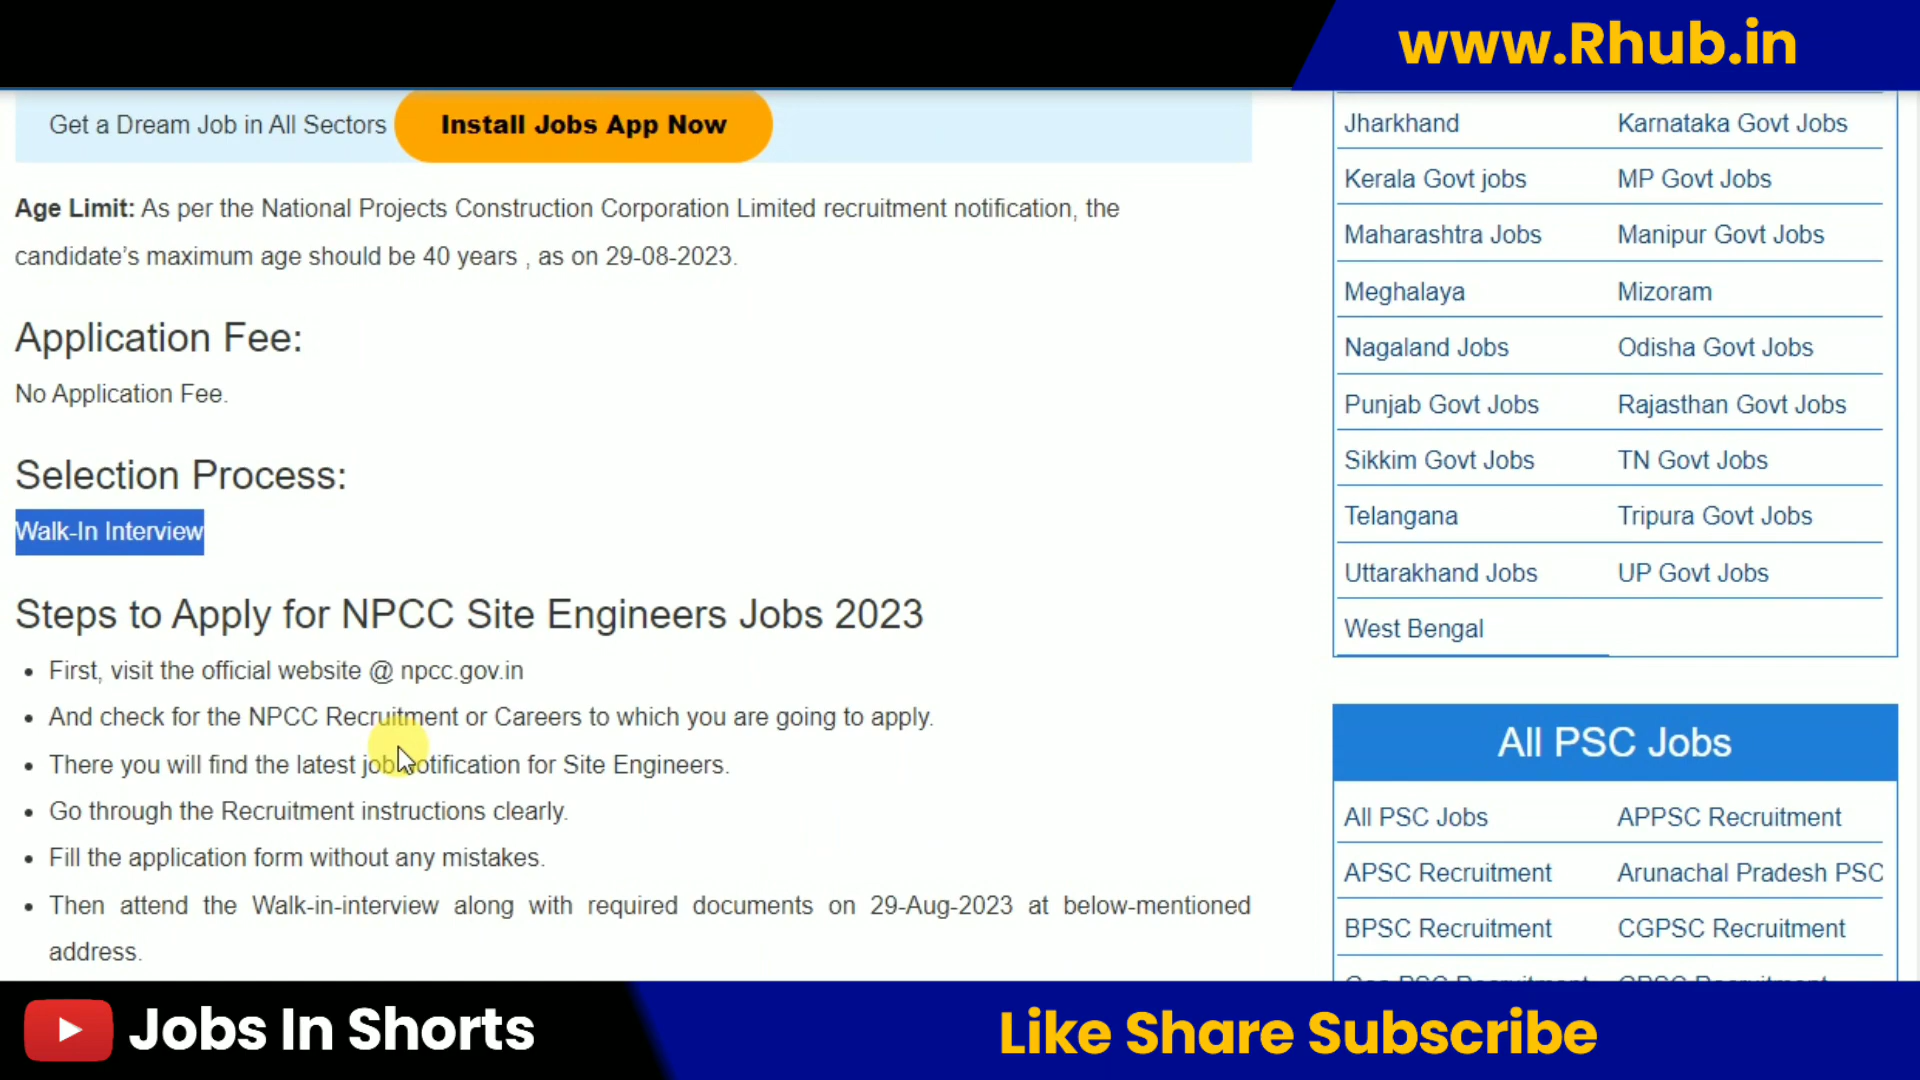 www.Rhub.in
Get a Dream Job in All Sectors Install Jobs App Now
Age Limit: As per the National Projects Construction Corporation Limited recruitment notification, the
candidate's maximum age should be 40 years , as on 29-08-2023.
Application Fee:
No Application Fee.
Selection Process:
Walk-In Interview
Steps to Apply for NPCC Site Engineers Jobs 2023
First, visit the official website @ npcc.gov.in
And check for the NPCC Recruitment or Careers to which you are going to apply.
There you will find the latest job notification for Site Engineers.
Go through the Recruitment instructions clearly.
Fill the application form without any mistakes.
Then attend the Walk-in-interview along with required documents on 29-Aug-2023 at below-mentioned
address.
Jharkhand Karnataka Govt Jobs
Kerala Govt jobs MP Govt Jobs
Maharashtra Jobs Manipur Govt Jobs
Meghalaya Mizoram
Nagaland Jobs Odisha Govt Jobs
Punjab Govt Jobs Rajasthan Govt Jobs
Sikkim Govt Jobs TN Govt Jobs
Telangana Tripura Govt Jobs
Uttarakhand Jobs UP Govt Jobs
West Bengal
All PSC Jobs
All PSC Jobs APPSC Recruitment
APSC Recruitment Arunachal Pradesh PSC
BPSC Recruitment CGPSC Recruitment
Jobs In Shorts
Like Share Subscribe